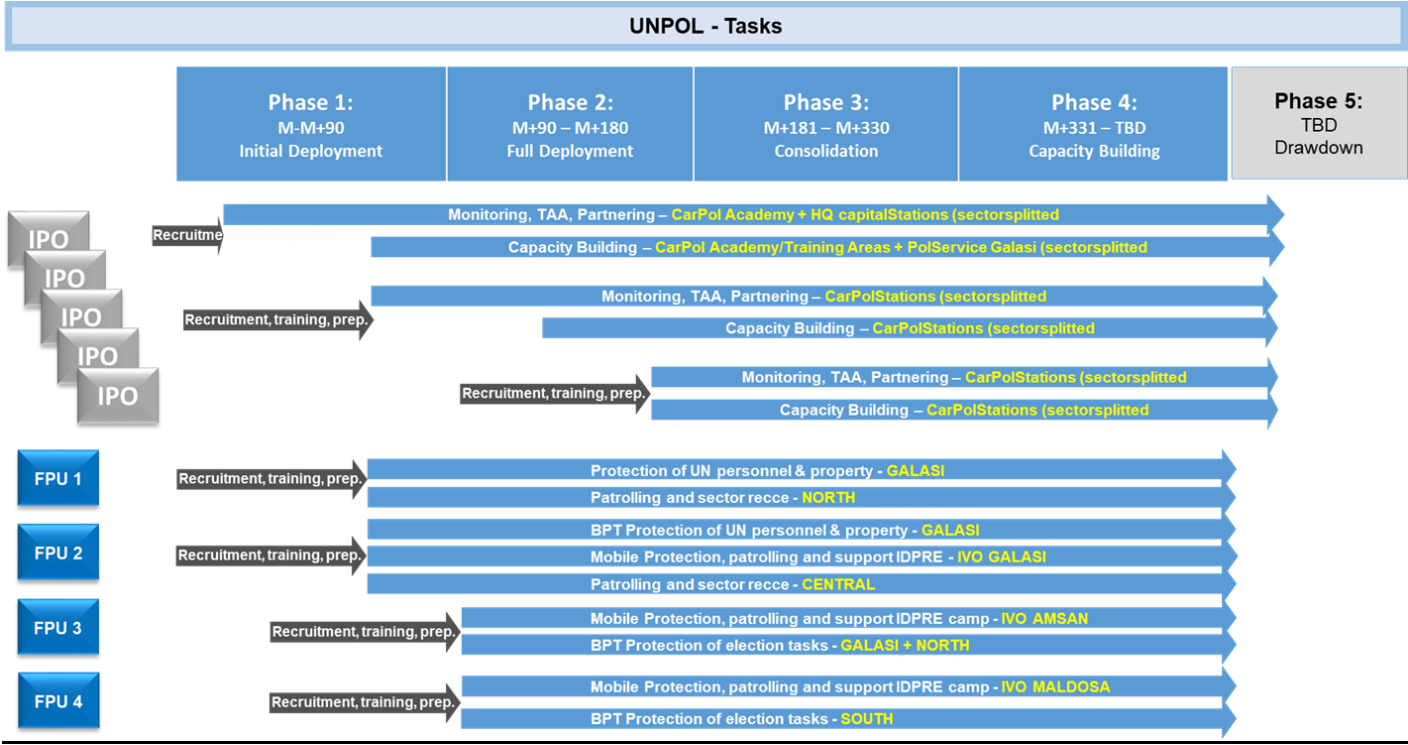 UNPOL - Tasks
Phase 1:
M-M+90
Initial Deployment
Phase 2:
M+90 – M+180
Full Deployment
Phase 3:
M+181 – M+330
Consolidation
Phase 4:
M+331 – TBD
Capacity Building
Phase 5:
TBD
Drawdown
IPO
IPO
IPO
IPO
IPO
Recruitme
Monitoring, TAA, Partnering – CarPol Academy + HQ capitalStations (sectorsplitted
Capacity Building – CarPol Academy/Training Areas + PolService Galasi (sectorsplitted
Recruitment, training, prep.
Monitoring, TAA, Partnering – CarPolStations (sectorsplitted
Capacity Building – CarPolStations (sectorsplitted
Recruitment, training, prep.
Monitoring, TAA, Partnering – CarPolStations (sectorsplitted
Capacity Building – CarPolStations (sectorsplitted
FPU 1
Recruitment, training, prep.
Protection of UN personnel & property - GALASI
Patrolling and sector recce - NORTH
FPU 2
Recruitment, training, prep.
BPT Protection of UN personnel & property - GALASI
Mobile Protection, patrolling and support IDPRE - IVO GALASI
Patrolling and sector recce - CENTRAL
FPU 3
Recruitment, training, prep.
Mobile Protection, patrolling and support IDPRE camp - IVO AMSAN
BPT Protection of election tasks - GALASI + NORTH
FPU 4
Recruitment, training, prep.
Mobile Protection, patrolling and support IDPRE camp - IVO MALDOSA
BPT Protection of election tasks - SOUTH